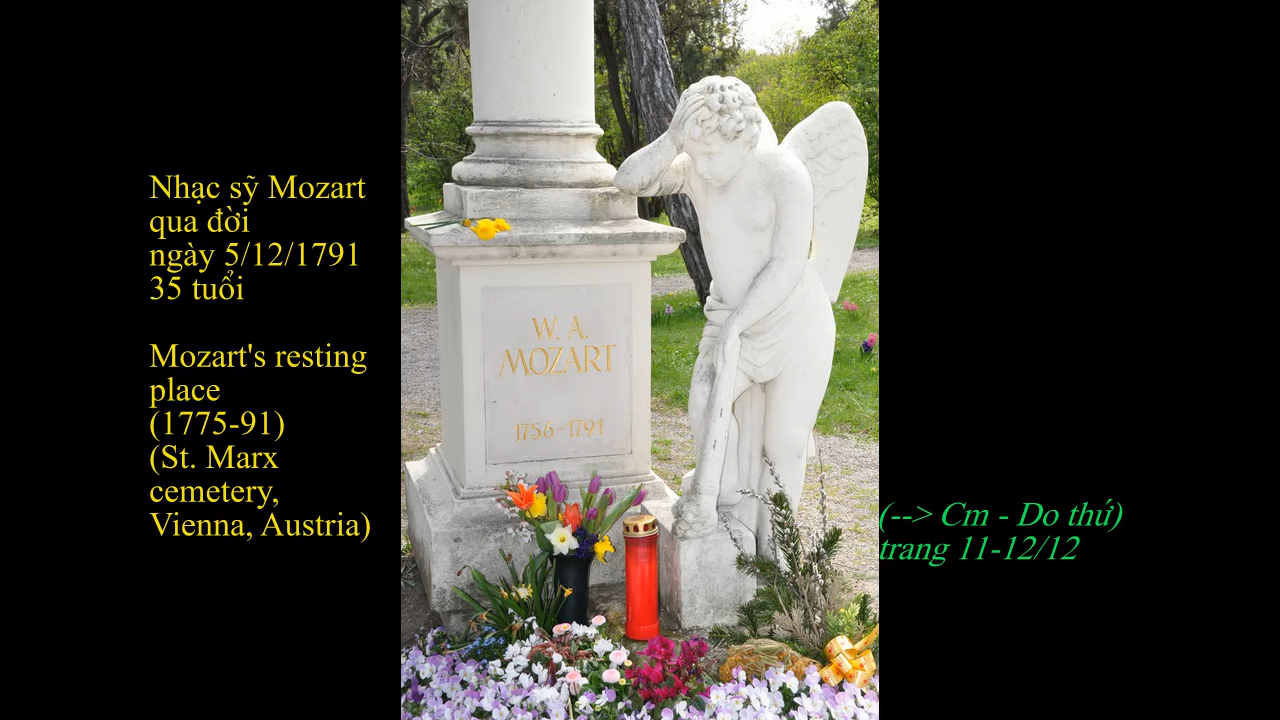 Nhạc sỹ Mozart
qua đời
ngày 5/12/1791
35 tuổi
Mozart's resting
place
(1775-91)
(St. Marx
cemetery,
Vienna, Austria)
W. A.
MOZART
1756-1791
(--> Cm - Do thứ)
trang 11-12/12